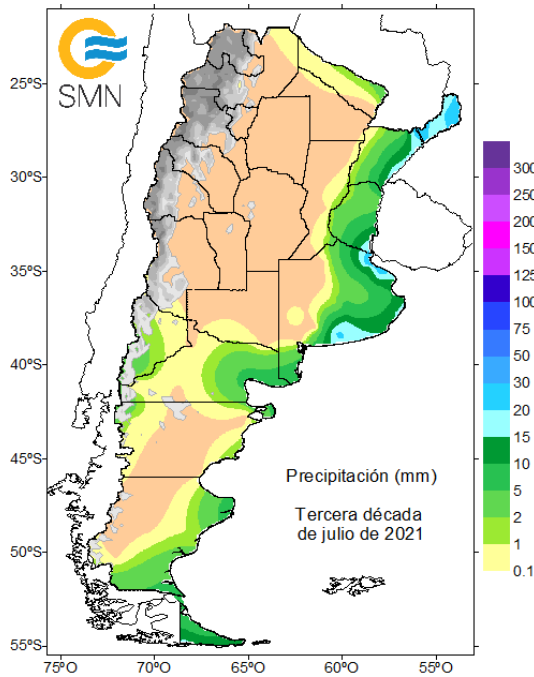 SMN
25ºS
30ºS
35ºS
40ºS
45ºS
50ºS
55ºS
75ºO
70ºO
65ºO
60ºO
55ºO
Precipitación (mm)
Tercera década
de julio de 2021
300
250
200
150
125
100
75
50
30
20
15
10
5
2
1
0.1